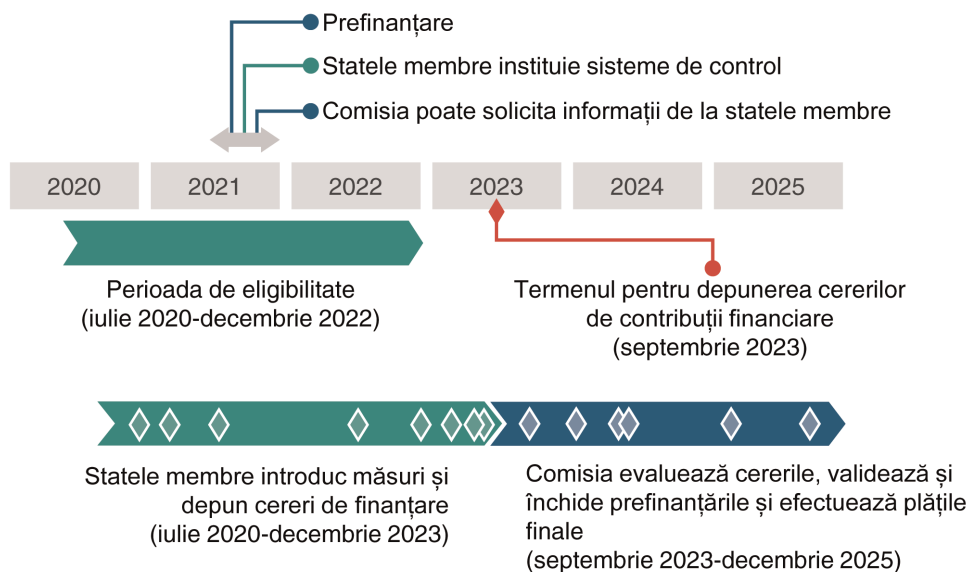 Prefinanțare
Statele membre instituie sisteme de control
Comisia poate solicita informații de la statele membre
2020
2021
2022
2023
2024
2025
Perioada de eligibilitate
(iulie 2020-decembrie 2022)
Termenul pentru depunerea cererilor
de contribuții financiare
(septembrie 2023)
Statele membre introduc măsuri și
depun cereri de finanțare
(iulie 2020-decembrie 2023)
Comisia evaluează cererile, validează și
închide prefinanțările și efectuează plățile
finale
(septembrie 2023-decembrie 2025)